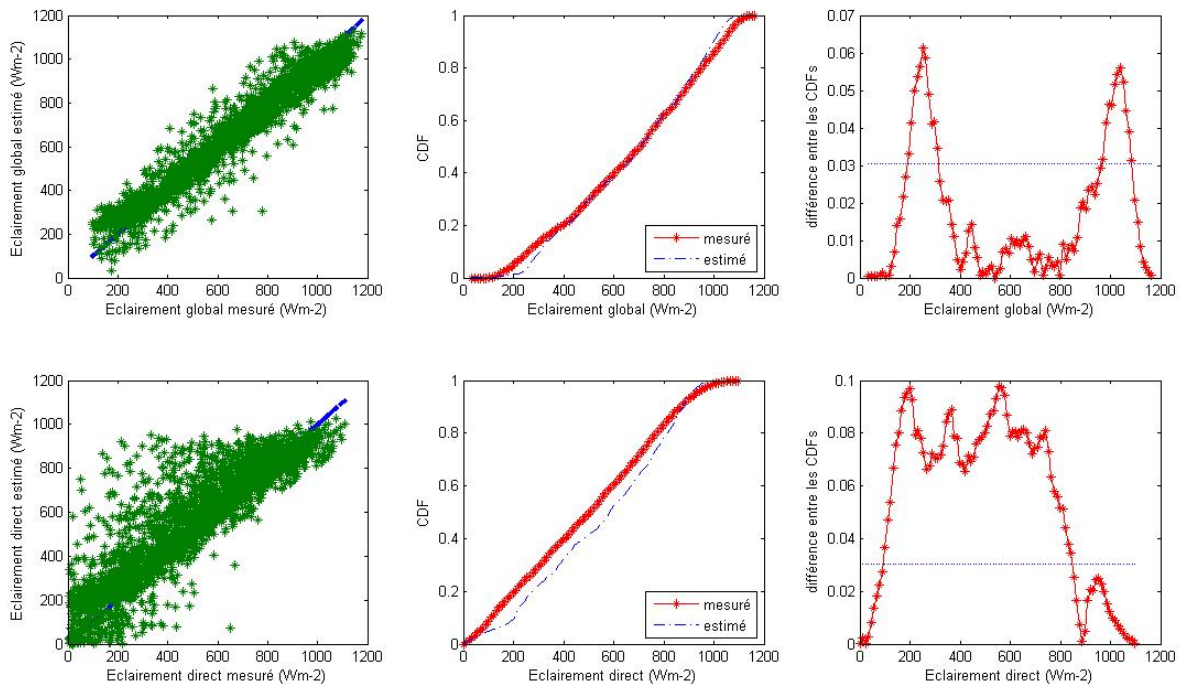 1200
1000
800
600
400
200
0
Eclairement global estimé (Wm-2)
0 200 400 600 800 1000 1200
Eclairement global mesuré (Wm-2)
1
0.8
0.6
0.4
0.2
0
CDF
mesuré
estimé
0 200 400 600 800 1000 1200
Eclairement global (Wm-2)
0.07
0.06
0.05
0.04
0.03
0.02
0.01
0
différence entre les CDFs
0 200 400 600 800 1000 1200
Eclairement global (Wm-2)
1200
1000
800
600
400
200
0
Eclairement direct estimé (Wm-2)
0 200 400 600 800 1000 1200
Eclairement direct mesuré (Wm-2)
1
0.8
0.6
0.4
0.2
0
CDF
mesuré
estimé
0 200 400 600 800 1000 1200
Eclairement direct (Wm-2)
0.1
0.08
0.06
0.04
0.02
0
différence entre les CDFs
0 200 400 600 800 1000 1200
Eclairement direct (Wm-2)